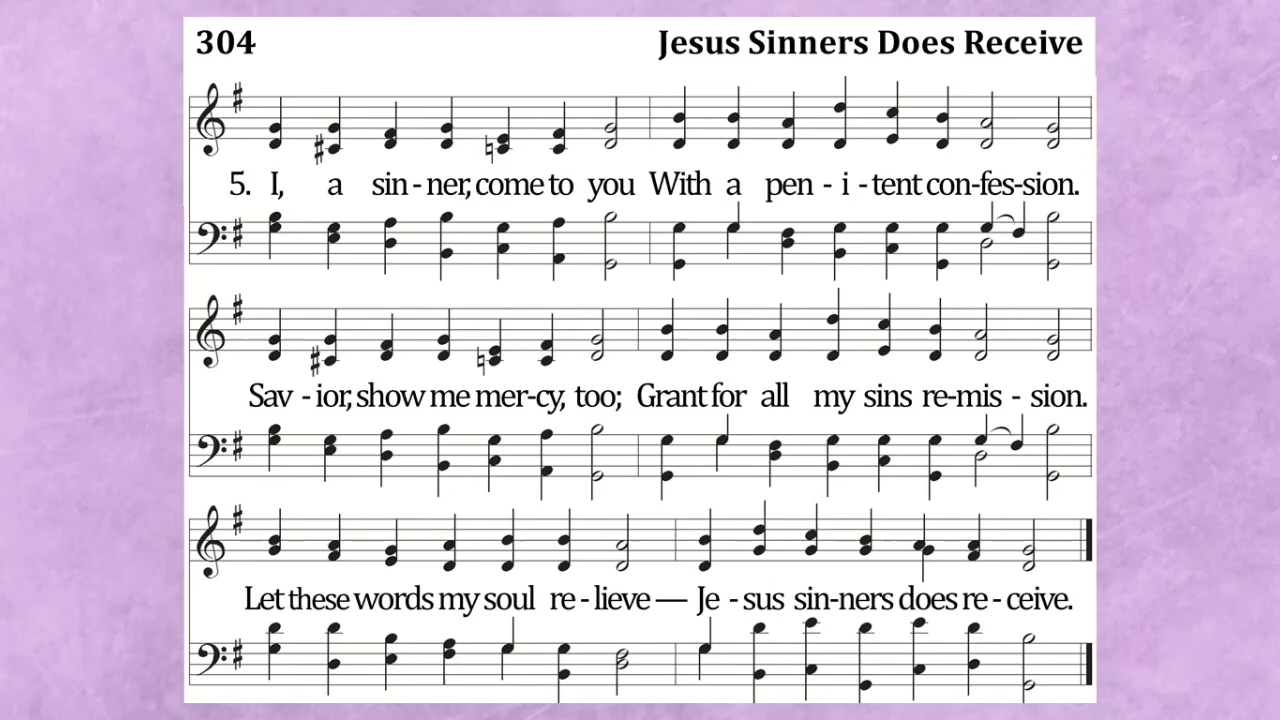 304 Jesus Sinners Does Receive
5. I, a sin - ner, come to you With a pen - i - tent con-fes-sion.
Sav - ior, show me mer-cy, too; Grant for all my sins re-mis - sion.
Let these words my soul re - lieve — Je - sus sin-ners does re - ceive.